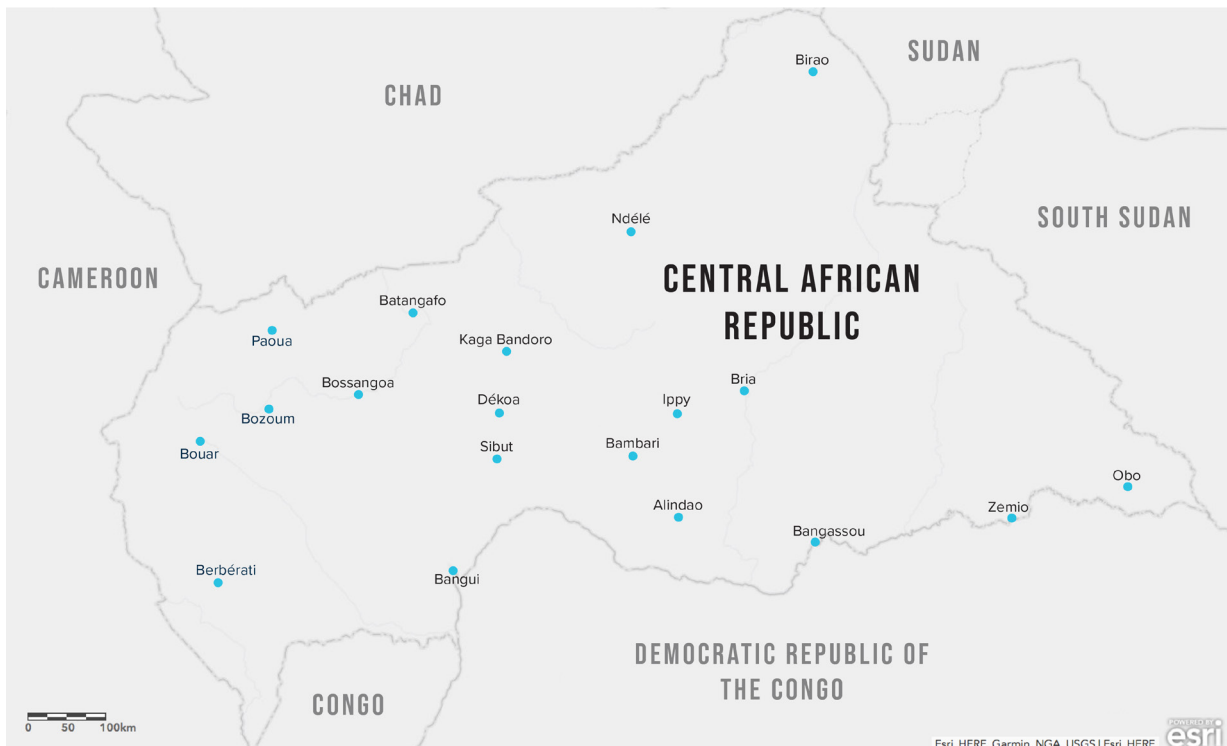 SUDAN
Birao
CHAD
SOUTH SUDAN
Ndélé
CAMEROON
CENTRAL AFRICAN
REPUBLIC
Batangafo
Paoua
Kaga Bandoro
Bossangoa
Bria
Dékoa
Ippy
Bozoum
Bambari
Sibut
Bouar
Obo
Alindao
Zemio
Bangassou
Berbérati
Bangui
DEMOCRATIC REPUBLIC OF
THE CONGO
CONGO
0 50 100km
POWERED BY
esri
Esri, HERE, Garmin, NGA, USGS | Esri, HERE